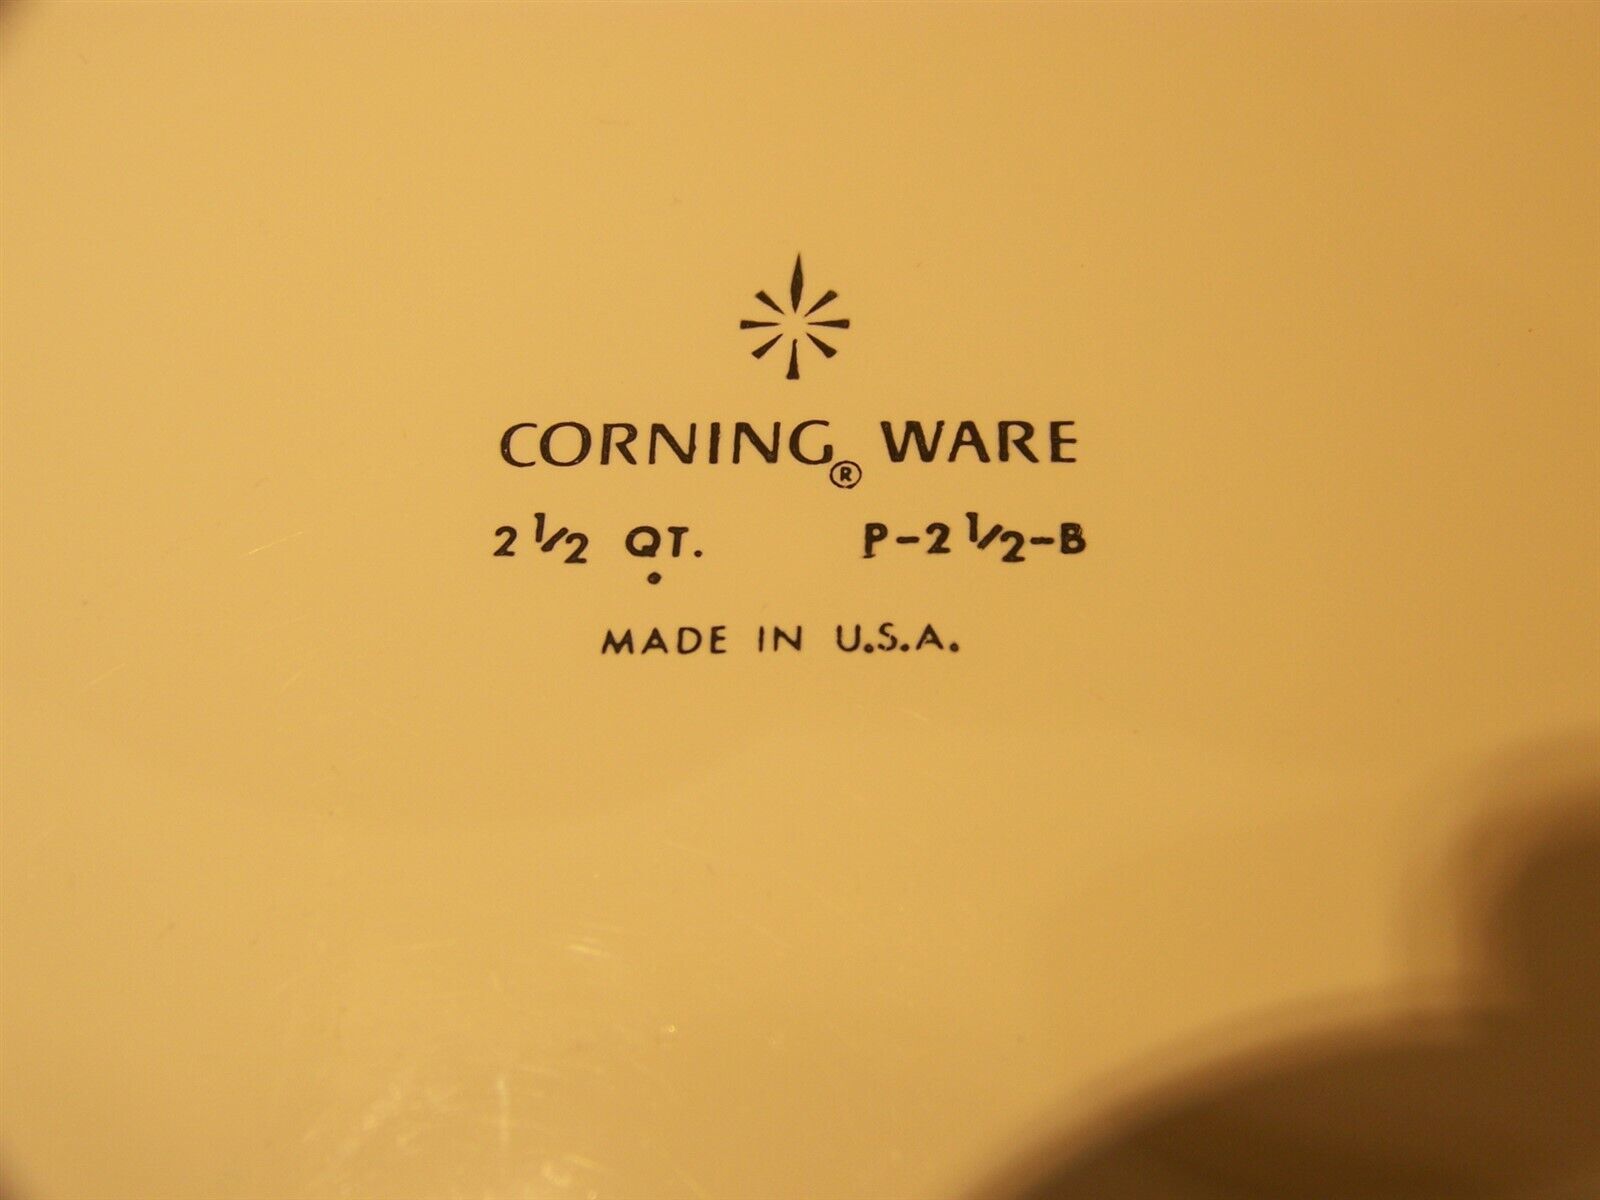 CORNING® WARE
2 1/2 QT. P-2 1/2-B
MADE IN U.S.A.